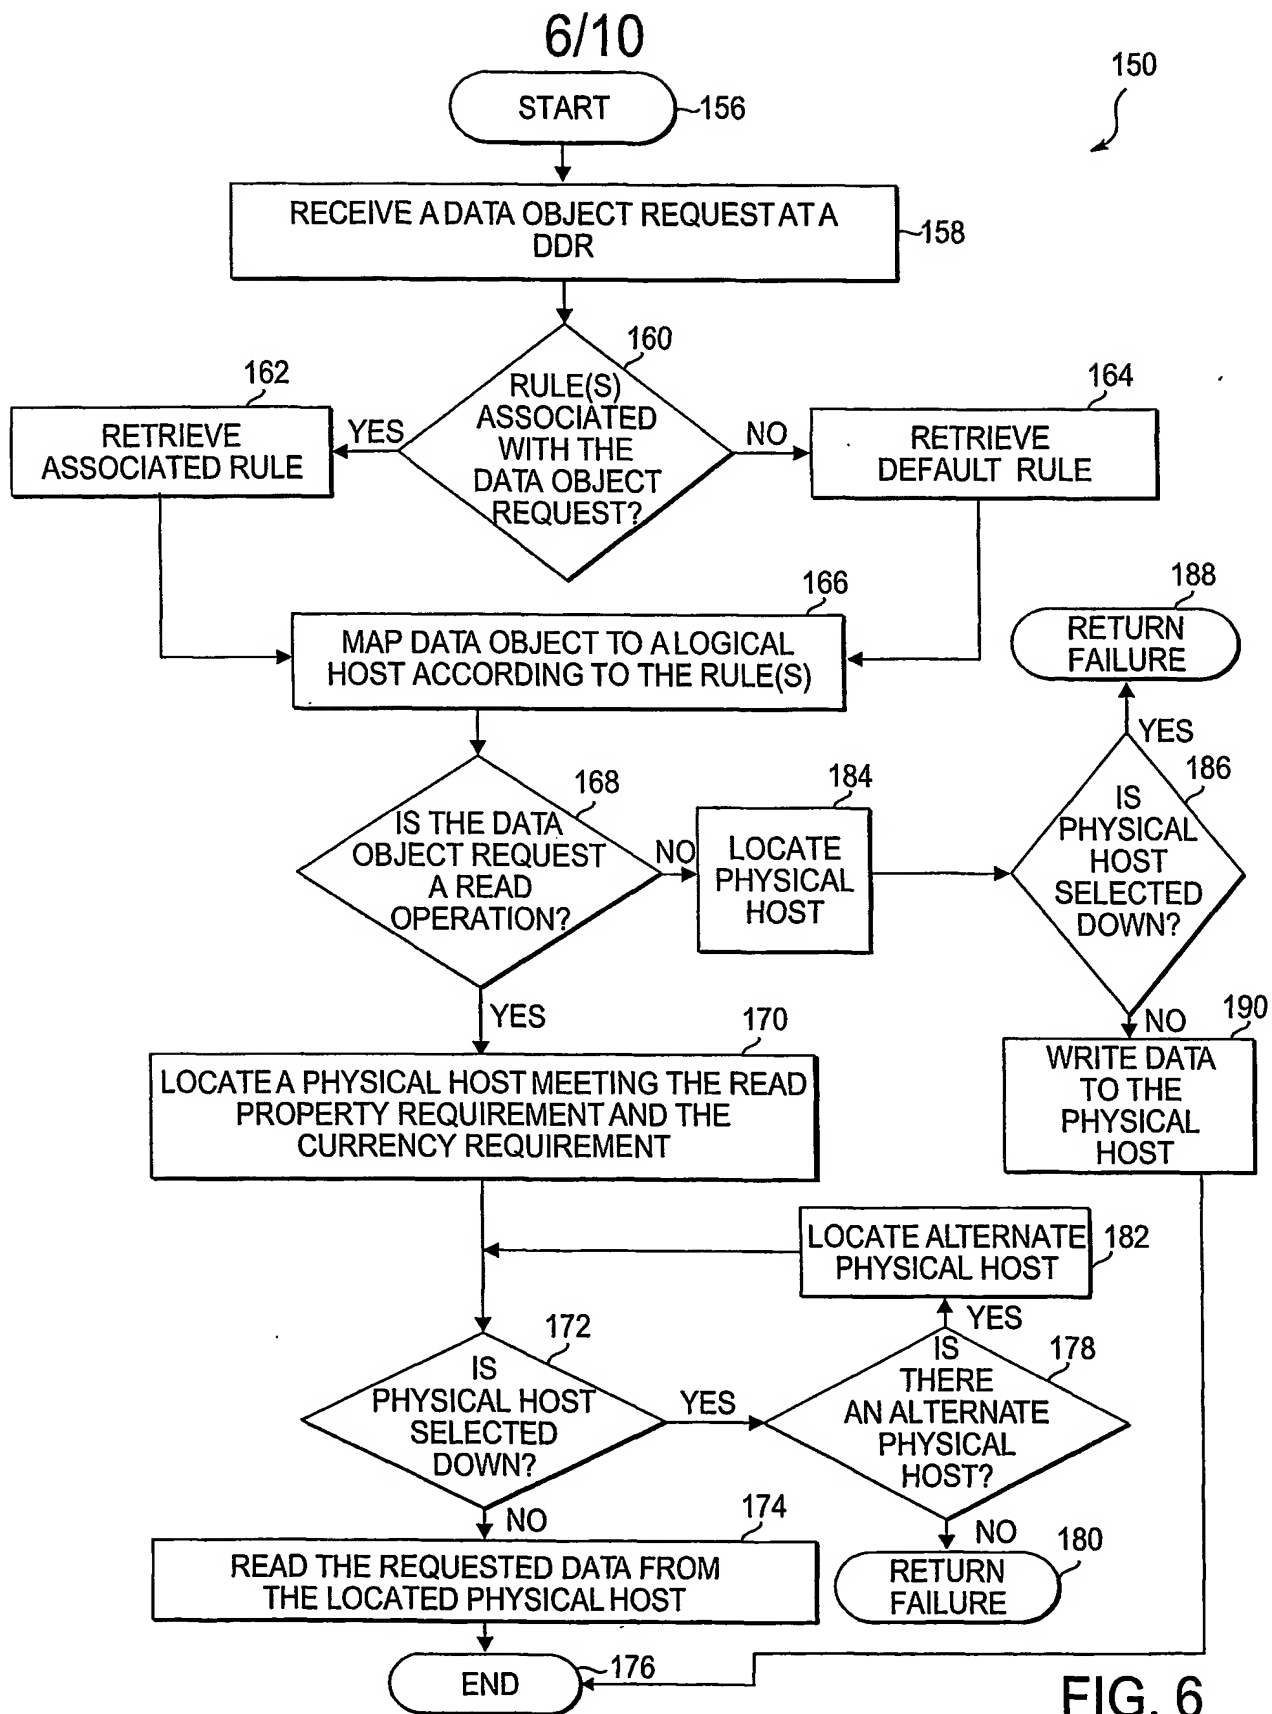 6/10
150
START
156
RECEIVE A DATA OBJECT REQUEST AT A
DDR
158
160
RULE(S)
ASSOCIATED
WITH THE
DATA OBJECT
REQUEST?
YES
NO
162
RETRIEVE
ASSOCIATED RULE
164
RETRIEVE
DEFAULT RULE
166
MAP DATA OBJECT TO A LOGICAL
HOST ACCORDING TO THE RULE(S)
188
RETURN
FAILURE
YES
168
IS THE DATA
OBJECT REQUEST
A READ
OPERATION?
NO
184
LOCATE
PHYSICAL
HOST
186
IS
PHYSICAL
HOST
SELECTED
DOWN?
YES
NO
170
LOCATE A PHYSICAL HOST MEETING THE READ
PROPERTY REQUIREMENT AND THE
CURRENCY REQUIREMENT
190
WRITE DATA
TO THE
PHYSICAL
HOST
LOCATE ALTERNATE
PHYSICAL HOST
182
YES
172
IS
PHYSICAL HOST
SELECTED
DOWN?
YES
178
IS
THERE
AN ALTERNATE
PHYSICAL
HOST?
NO
NO
174
READ THE REQUESTED DATA FROM
THE LOCATED PHYSICAL HOST
RETURN
FAILURE
180
END
176
FIG. 6